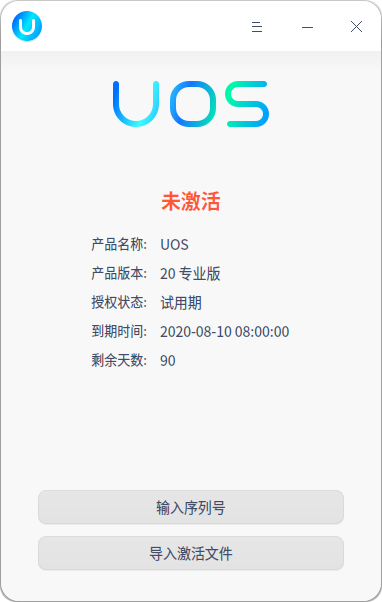 UOS
未激活
产品名称: UOS
产品版本: 20 专业版
授权状态: 试用期
到期时间: 2020-08-10 08:00:00
剩余天数: 90
输入序列号
导入激活文件